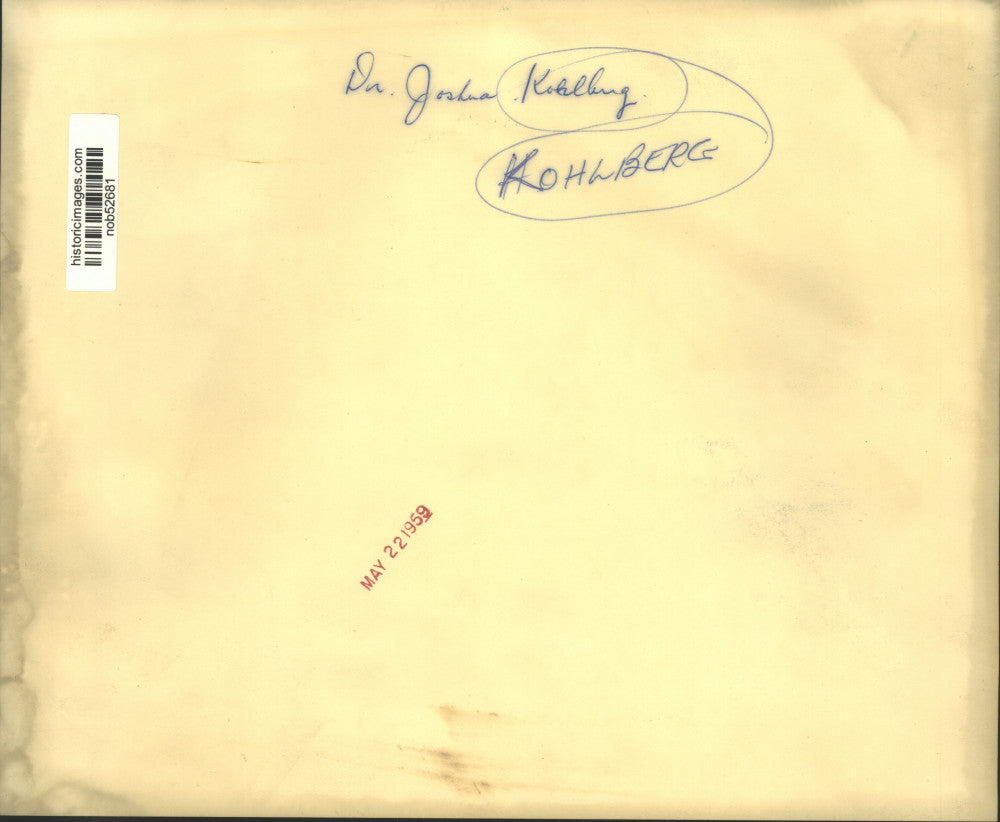 Dr. Joshua Kohlberg.
KOHLBERG
historicimages.com
nob52681
MAY 22 1959